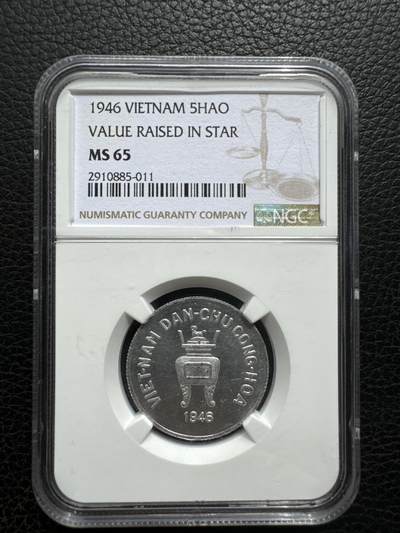 1946 VIETNAM 5HAO
VALUE RAISED IN STAR
MS 65
2910885-011
NUMISMATIC GUARANTY COMPANY
NGC
VIET-NAM DAN-CHU CONG-HOA
1946